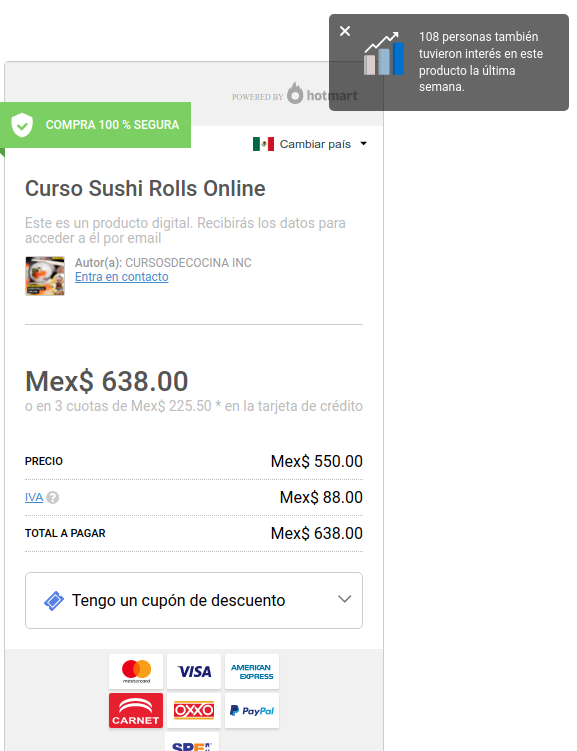 108 personas también
tuvieron interés en este
producto la última
semana.
POWERED BY hotmart
COMPRA 100 % SEGURA
Cambiar país
Curso Sushi Rolls Online
Este es un producto digital. Recibirás los datos para
acceder a él por email
Autor(a): CURSOSDECOCINA INC
Entra en contacto
Mex$ 638.00
o en 3 cuotas de Mex$ 225.50 * en la tarjeta de crédito
PRECIO Mex$ 550.00
IVA ? Mex$ 88.00
TOTAL A PAGAR Mex$ 638.00
Tengo un cupón de descuento
mastercard VISA AMERICAN EXPRESS
CARNET OXXO PayPal
SPEI